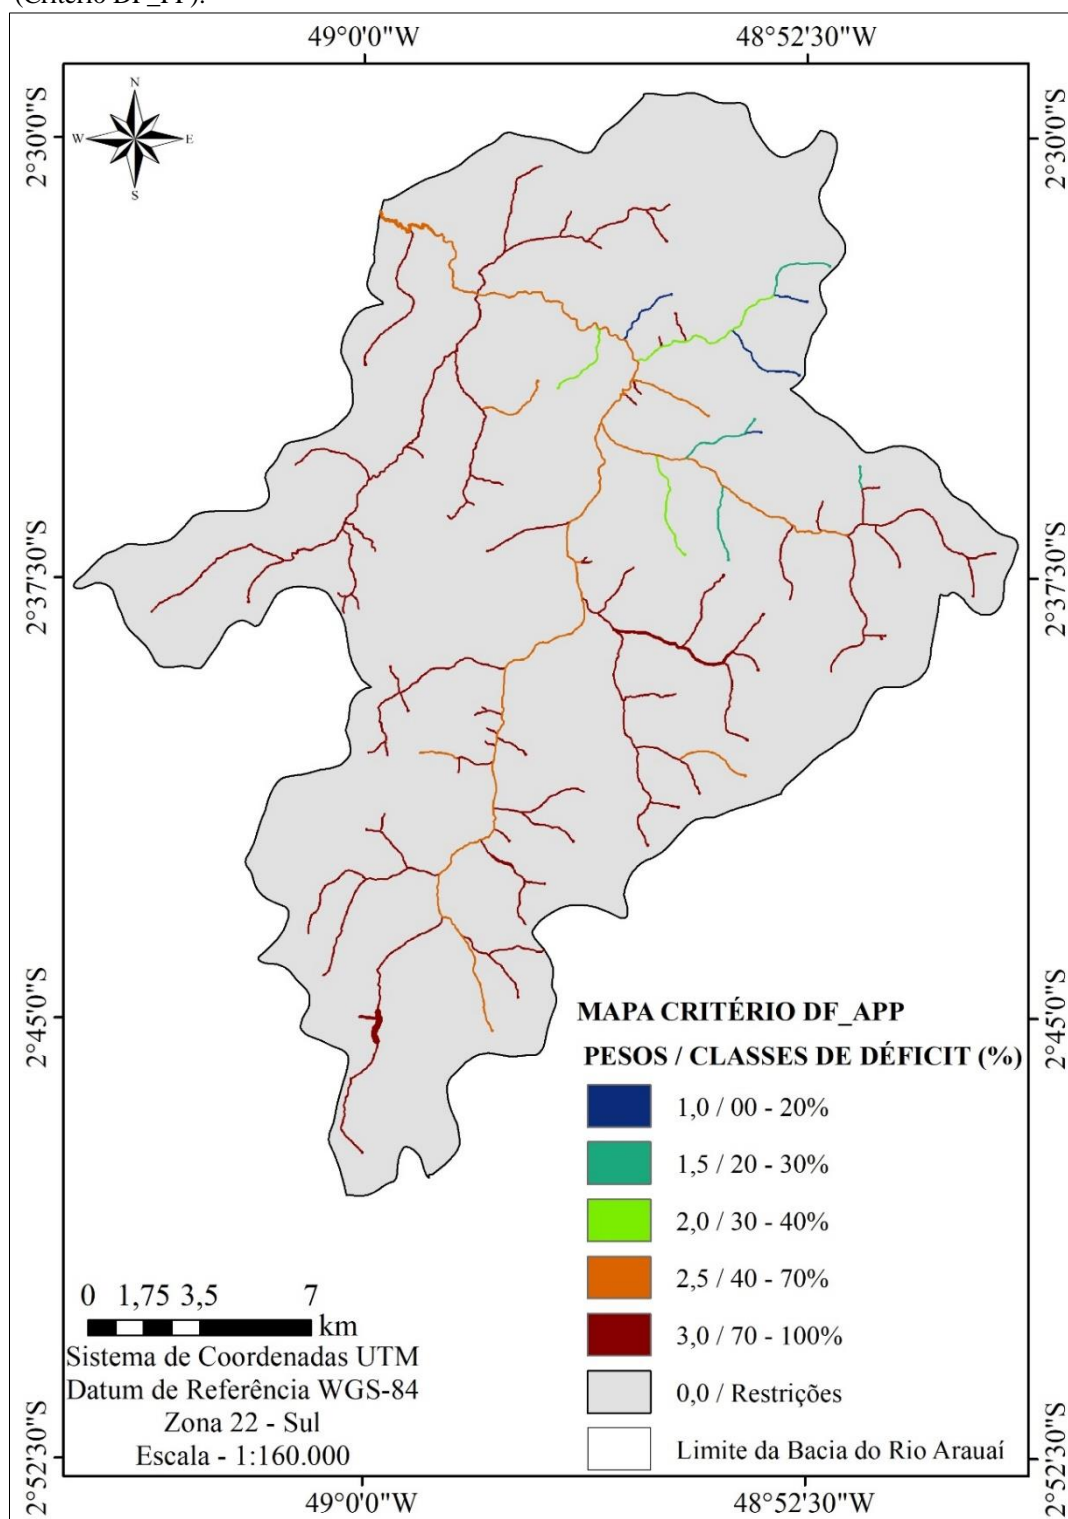 (Critério DF_PP).
49°0'0"W 48°52'30"W
N
W E
S
2°30'0"S 2°30'0"S
2°37'30"S 2°37'30"S
2°45'0"S 2°45'0"S
2°52'30"S 2°52'30"S
MAPA CRITÉRIO DF_APP
PESOS / CLASSES DE DÉFICIT (%)
1,0 / 00 - 20%
1,5 / 20 - 30%
2,0 / 30 - 40%
2,5 / 40 - 70%
3,0 / 70 - 100%
0,0 / Restrições
Limite da Bacia do Rio Arauaí
0 1,75 3,5 7
km
Sistema de Coordenadas UTM
Datum de Referência WGS-84
Zona 22 - Sul
Escala - 1:160.000
49°0'0"W 48°52'30"W